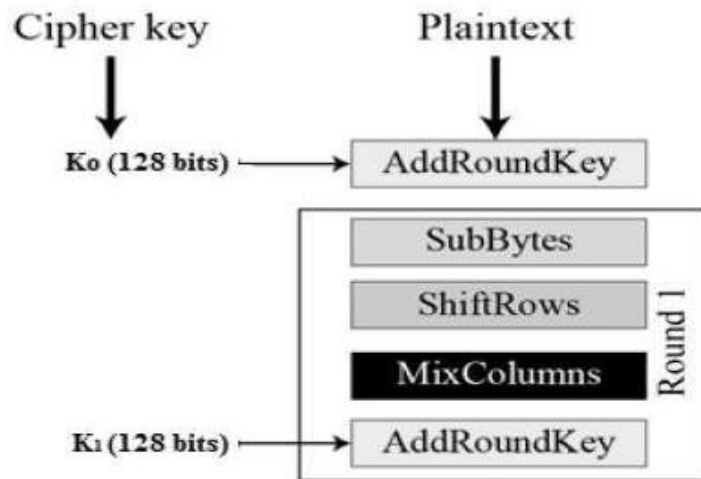 Cipher key
Plaintext
K₀ (128 bits)
AddRoundKey
SubBytes
ShiftRows
MixColumns
Round 1
K₁ (128 bits)
AddRoundKey